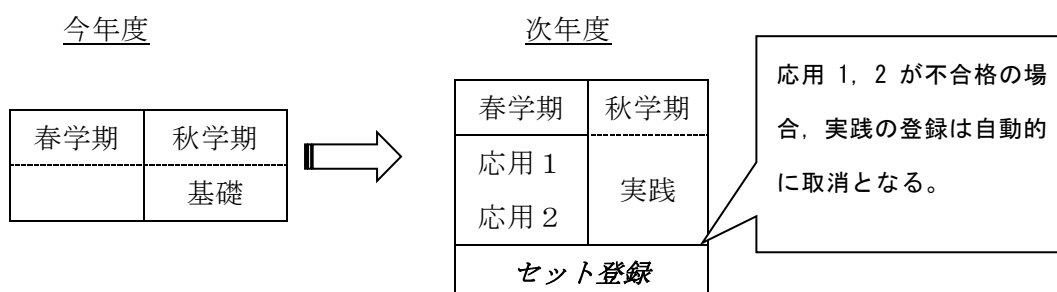 今年度
春学期 秋学期
基礎
次年度
春学期 秋学期
応用1
応用2
実践
セット登録
応用 1, 2 が不合格の場
合, 実践の登録は自動的
に取消となる。